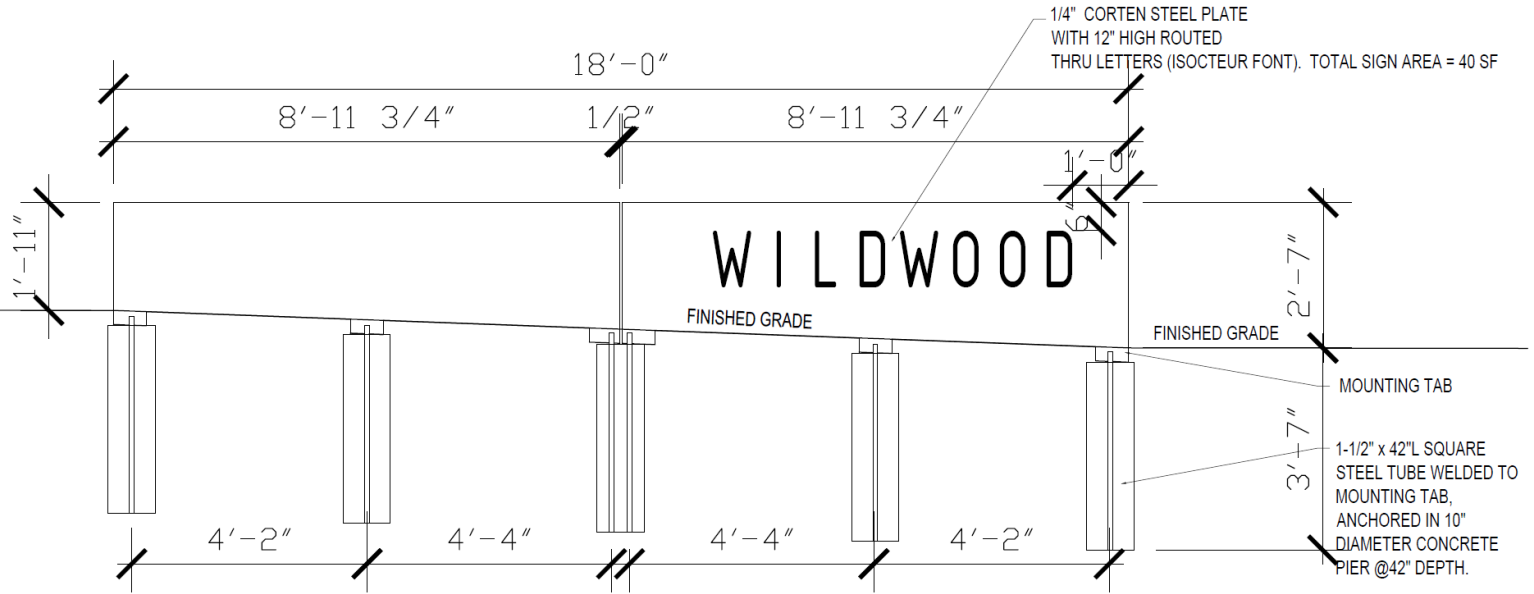 1/4" CORTEN STEEL PLATE
WITH 12" HIGH ROUTED
THRU LETTERS (ISOCTEUR FONT). TOTAL SIGN AREA = 40 SF
18'-0"
8'-11 3/4"
1/2"
8'-11 3/4"
1'-0"
6"
1'-11"
WILDWOOD
2'-7"
FINISHED GRADE
FINISHED GRADE
MOUNTING TAB
3'-7"
1-1/2" x 42"L SQUARE
STEEL TUBE WELDED TO
MOUNTING TAB,
ANCHORED IN 10"
DIAMETER CONCRETE
PIER @42" DEPTH.
4'-2"
4'-4"
4'-4"
4'-2"